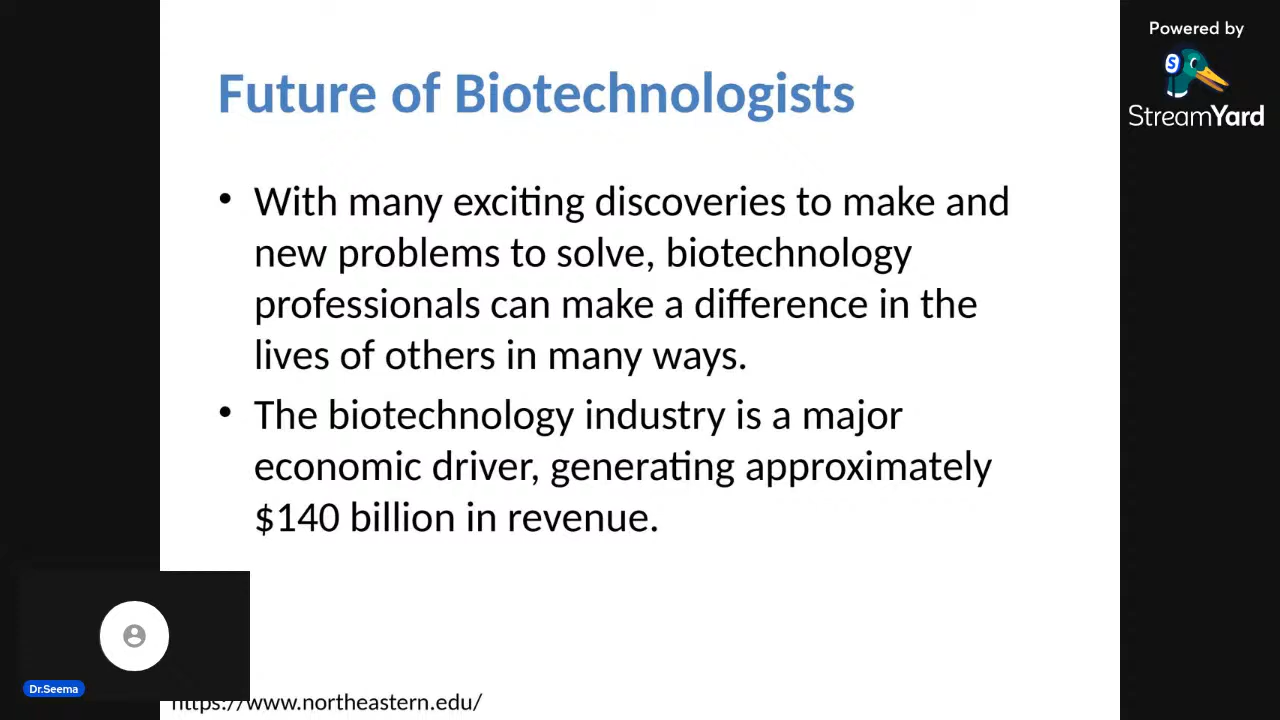 Powered by
StreamYard
Future of Biotechnologists
• With many exciting discoveries to make and
new problems to solve, biotechnology
professionals can make a difference in the
lives of others in many ways.
• The biotechnology industry is a major
economic driver, generating approximately
$140 billion in revenue.
Dr.Seema
https://www.northeastern.edu/